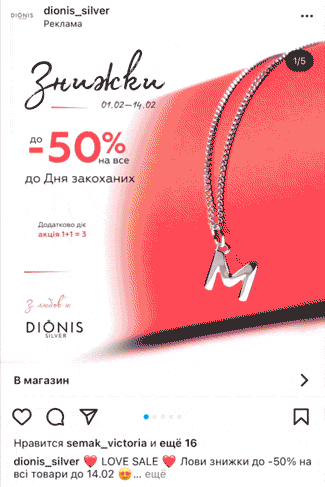 DIONIS
dionis_silver
Реклама
1/5
Знижки
01.02—14.02
до
-50%
на все
до Дня закоханих
Додатково діє
акція 1+1 = 3
З любов'ю
DIONIS
SILVER
M
В магазин
Нравится semak_victoria и ещё 16
dionis_silver ❤️ LOVE SALE ❤️ Лови знижки до -50% на
всі товари до 14.02 😍... ещё